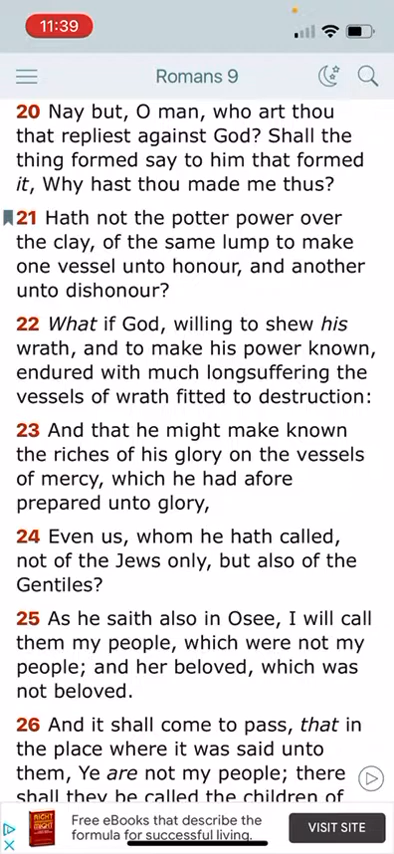 11:39
Romans 9
20 Nay but, O man, who art thou
that repliest against God? Shall the
thing formed say to him that formed
it, Why hast thou made me thus?
21 Hath not the potter power over
the clay, of the same lump to make
one vessel unto honour, and another
unto dishonour?
22 What if God, willing to shew his
wrath, and to make his power known,
endured with much longsuffering the
vessels of wrath fitted to destruction:
23 And that he might make known
the riches of his glory on the vessels
of mercy, which he had afore
prepared unto glory,
24 Even us, whom he hath called,
not of the Jews only, but also of the
Gentiles?
25 As he saith also in Osee, I will call
them my people, which were not my
people; and her beloved, which was
not beloved.
26 And it shall come to pass, that in
the place where it was said unto
them, Ye are not my people; there
shall they be called the children of
Free eBooks that describe the
formula for successful living.
VISIT SITE